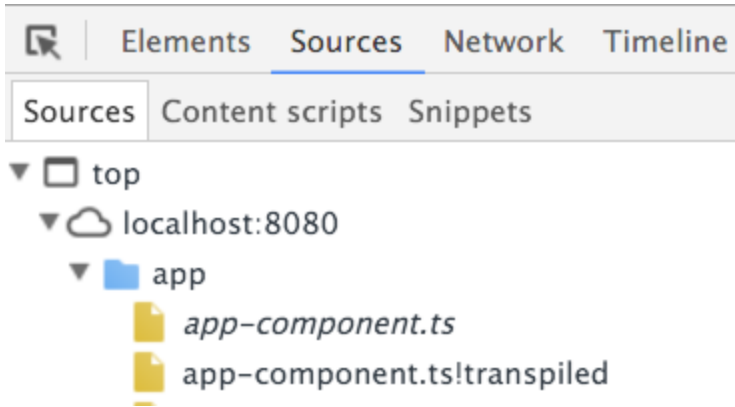 Elements Sources Network Timeline
Sources Content scripts Snippets
top
localhost:8080
app
app-component.ts
app-component.ts!transpiled